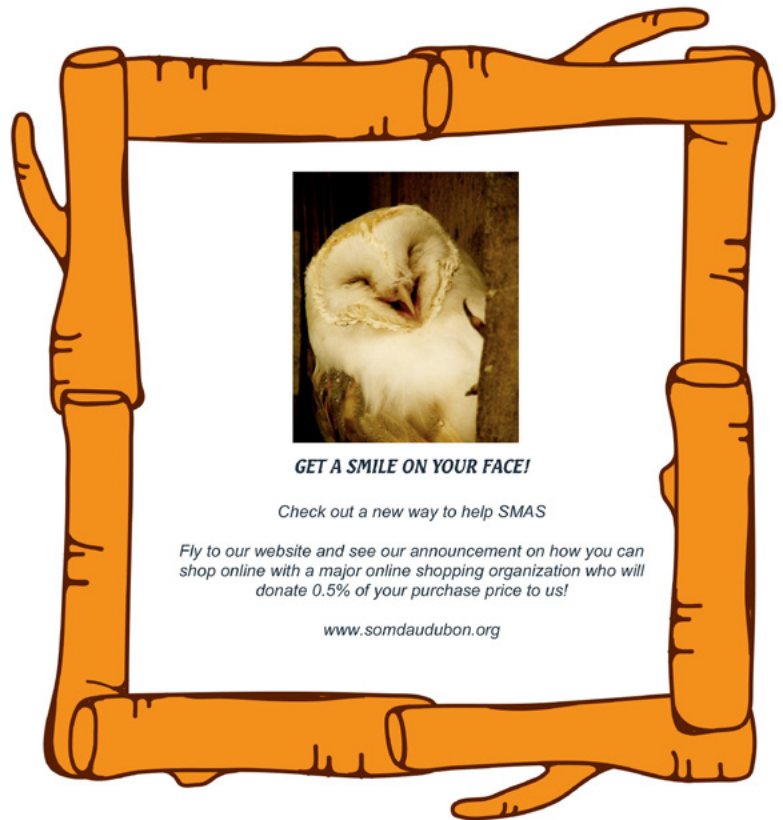 GET A SMILE ON YOUR FACE!
Check out a new way to help SMAS
Fly to our website and see our announcement on how you can
shop online with a major online shopping organization who will
donate 0.5% of your purchase price to us!
www.somdaudubon.org